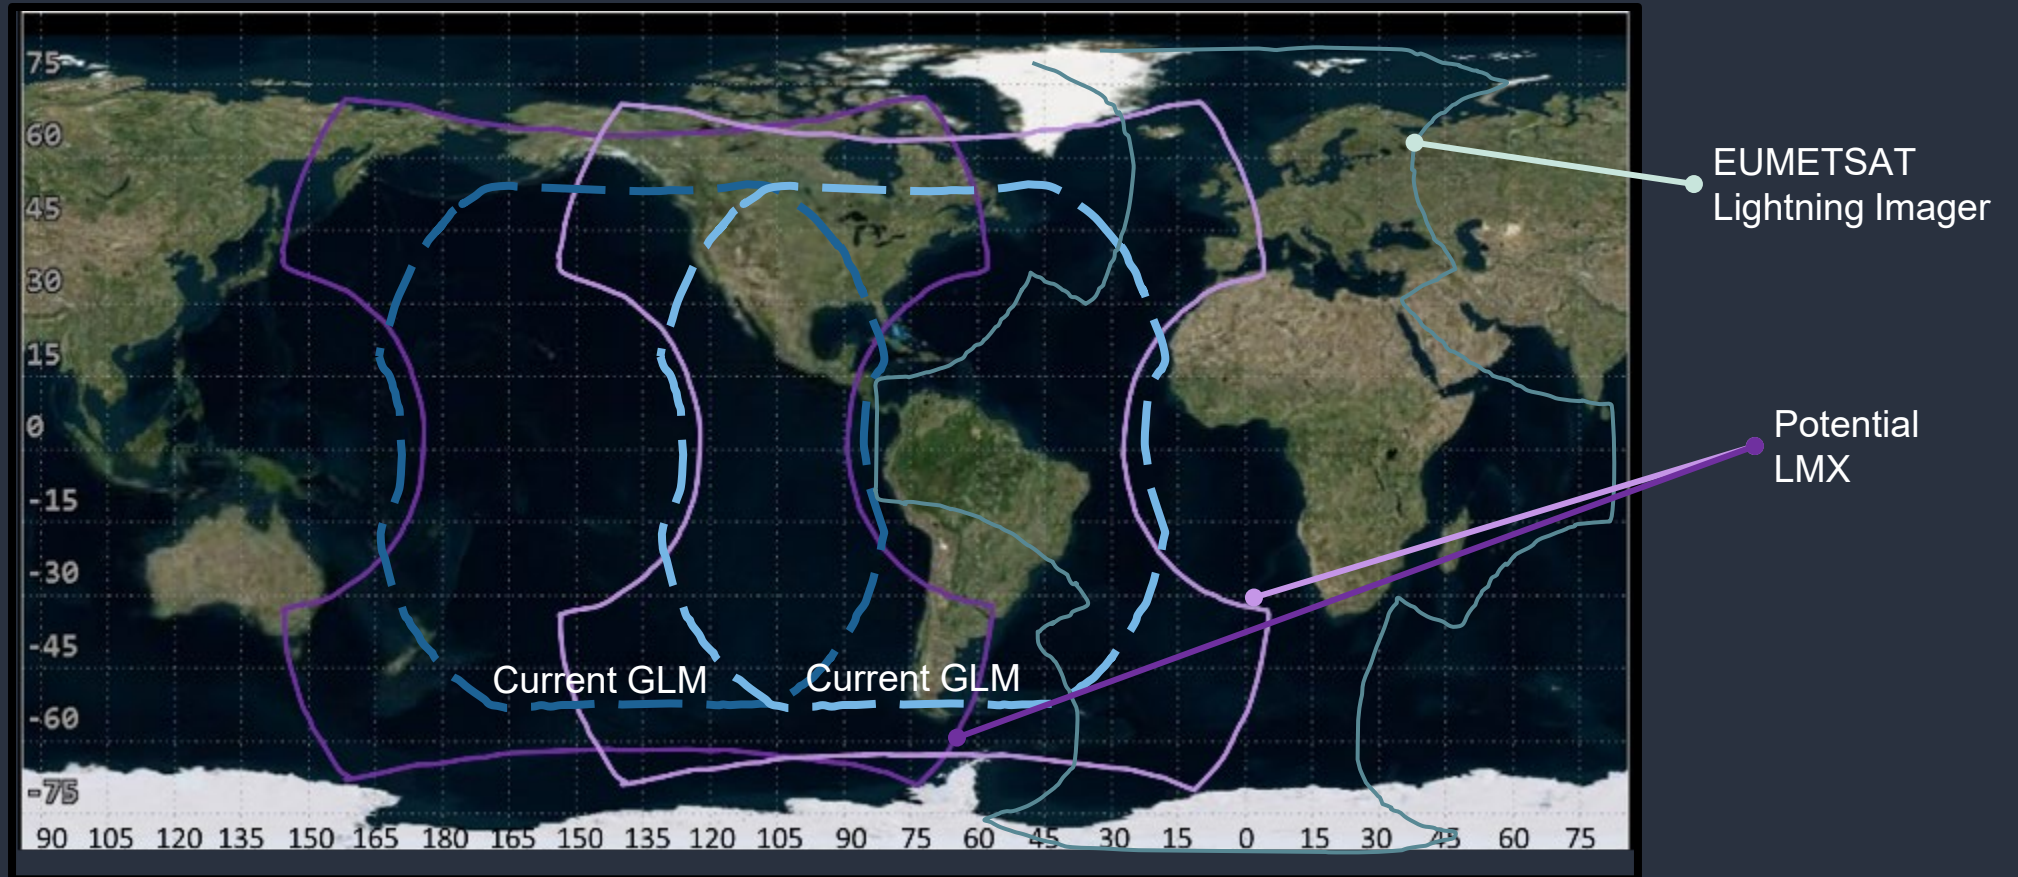 75
60
45
30
15
0
-15
-30
-45
-60
-75
90 105 120 135 150 165 180 165 150 135 120 105 90 75 60 45 30 15 0 15 30 45 60 75
Current GLM
Current GLM
EUMETSAT
Lightning Imager
Potential
LMX